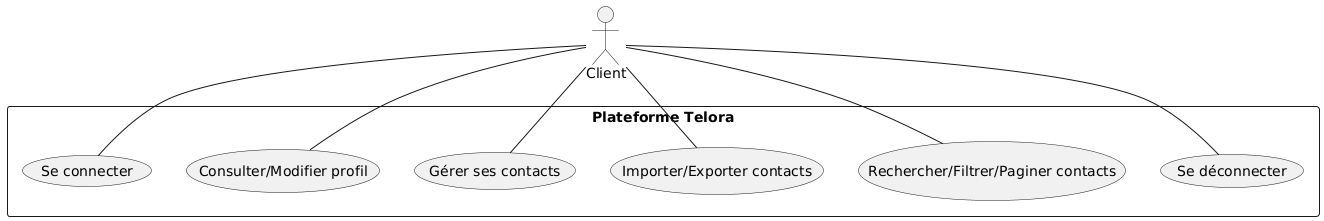 Client
Plateforme Telora
Se connecter
Consulter/Modifier profil
Gérer ses contacts
Importer/Exporter contacts
Rechercher/Filtrer/Paginer contacts
Se déconnecter